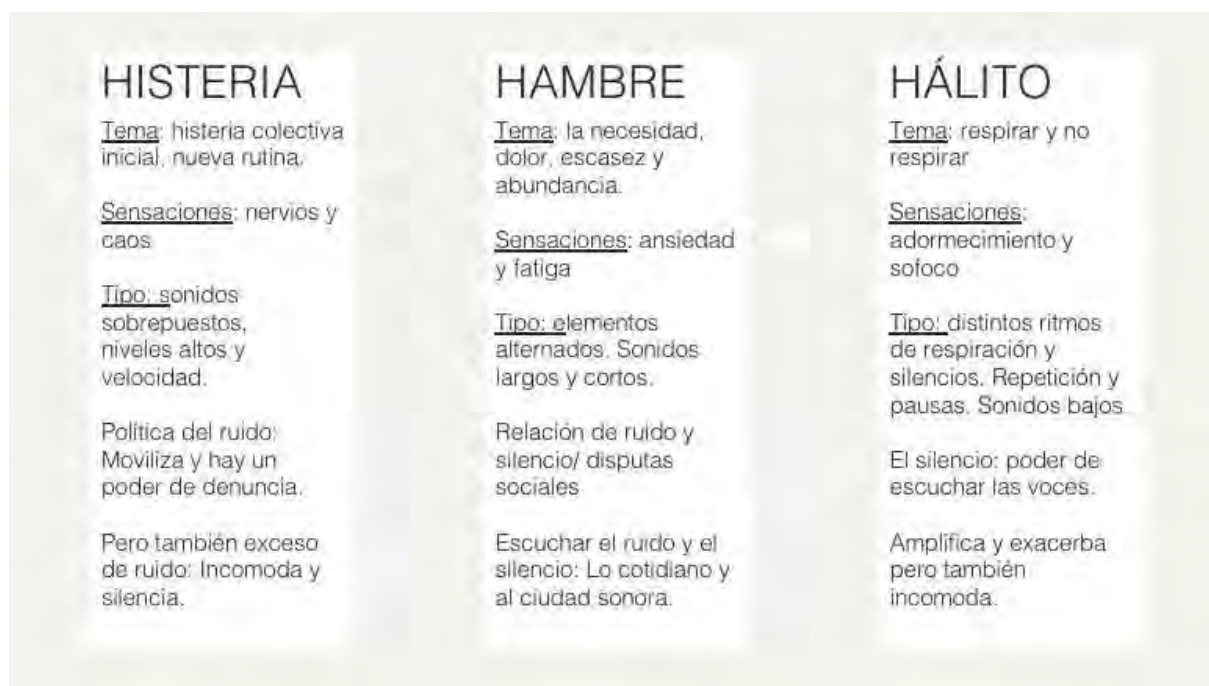 HISTERIA
Tema: histeria colectiva
inicial, nueva rutina.
Sensaciones: nervios y
caos
Tipo: sonidos
sobrepuestos,
niveles altos y
velocidad.
Política del ruido:
Moviliza y hay un
poder de denuncia.
Pero también exceso
de ruido: Incomoda y
silencia.
HAMBRE
Tema: la necesidad,
dolor, escasez y
abundancia.
Sensaciones: ansiedad
y fatiga
Tipo: elementos
alternados. Sonidos
largos y cortos.
Relación de ruido y
silencio/ disputas
sociales
Escuchar el ruido y el
silencio: Lo cotidiano y
al ciudad sonora.
HÁLITO
Tema: respirar y no
respirar
Sensaciones:
adormecimiento y
sofoco
Tipo: distintos ritmos
de respiración y
silencios. Repetición y
pausas. Sonidos bajos
El silencio: poder de
escuchar las voces.
Amplifica y exacerba
pero también
incomoda.